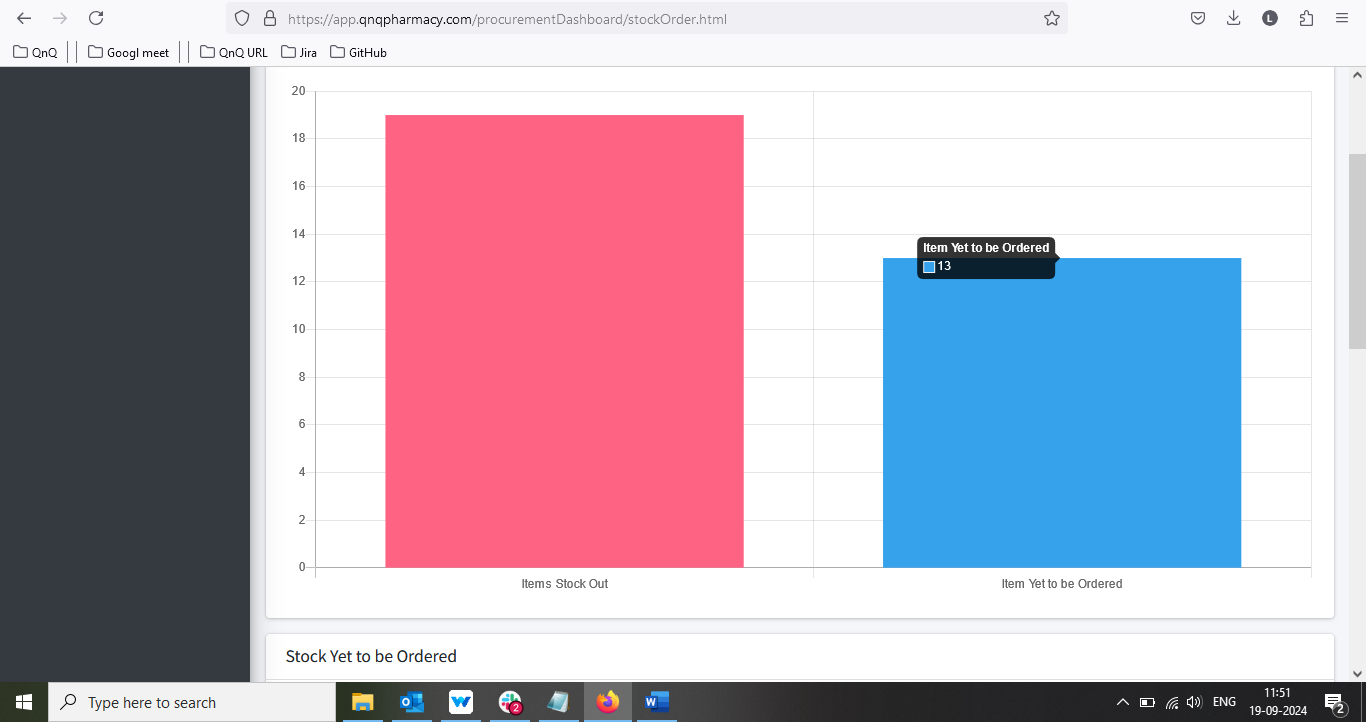 https://app.qnqpharmacy.com/procurementDashboard/stockOrder.html
L
QnQ
Googl meet
QnQ URL
Jira
GitHub
20
18
16
14
12
10
8
6
4
2
0
Item Yet to be Ordered
13
Items Stock Out
Item Yet to be Ordered
Stock Yet to be Ordered
Type here to search
2
W
ENG
11:51
19-09-2024
2